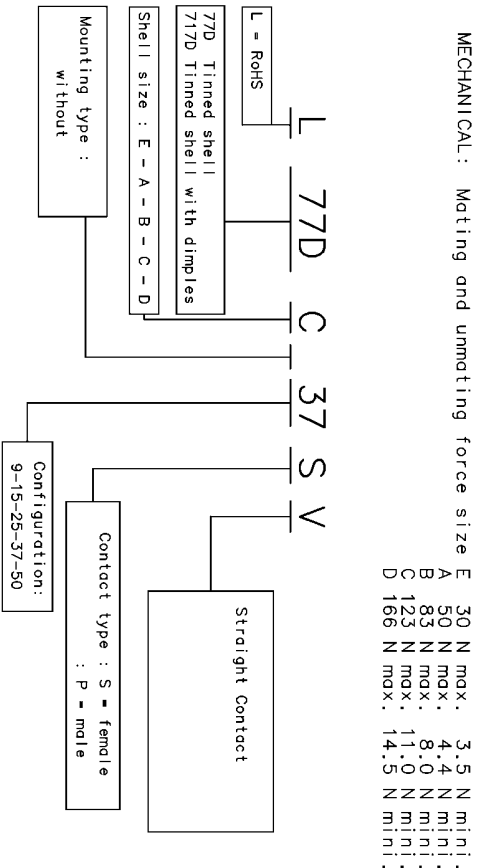 MECHANICAL: Mating and unmating force size E 30 N max. 3.5 N mini.
A 50 N max. 4.4 N mini.
B 83 N max. 8.0 N mini.
C 123 N max. 11.0 N mini.
D 166 N max. 14.5 N mini.
L 77D C 37 S V
L = RoHS
77D Tinned shell
717D Tinned shell with dimples
Shell size : E - A - B - C - D
Mounting type :
without
Straight Contact
Contact type : S = female
: P = male
Configuration:
9-15-25-37-50